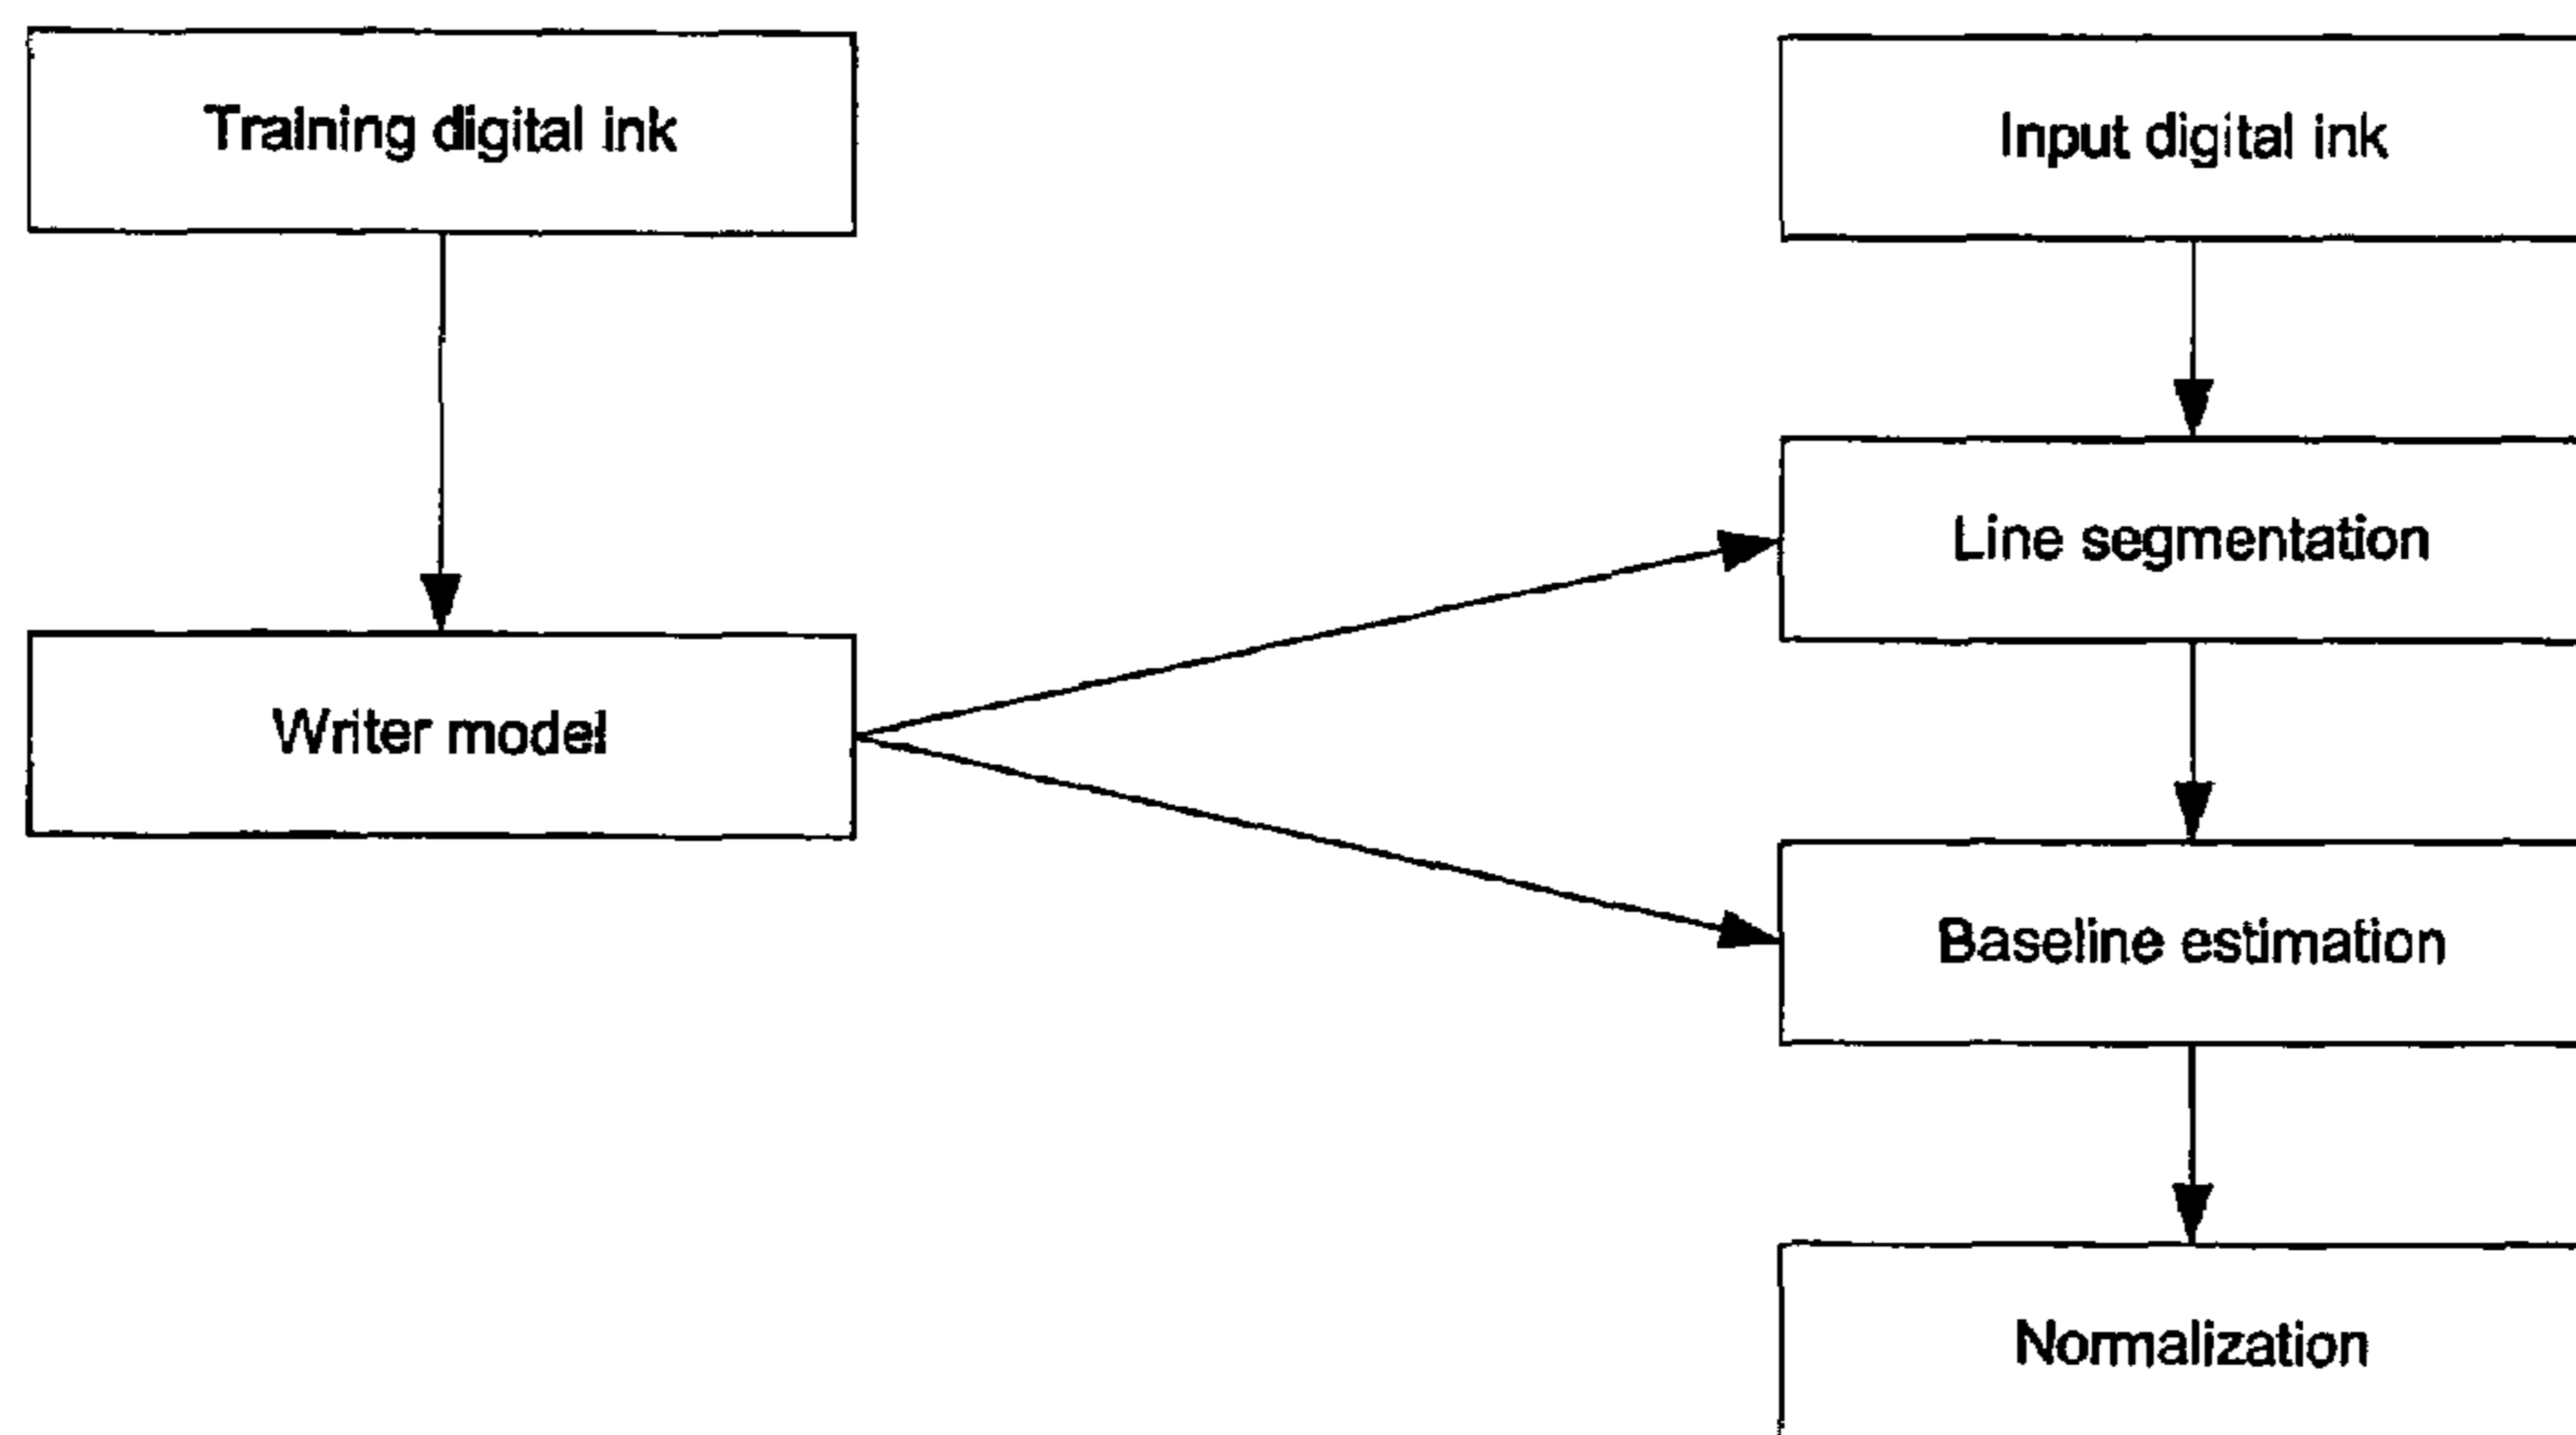 Training digital ink
Input digital ink
Line segmentation
Writer model
Baseline estimation
Normalization